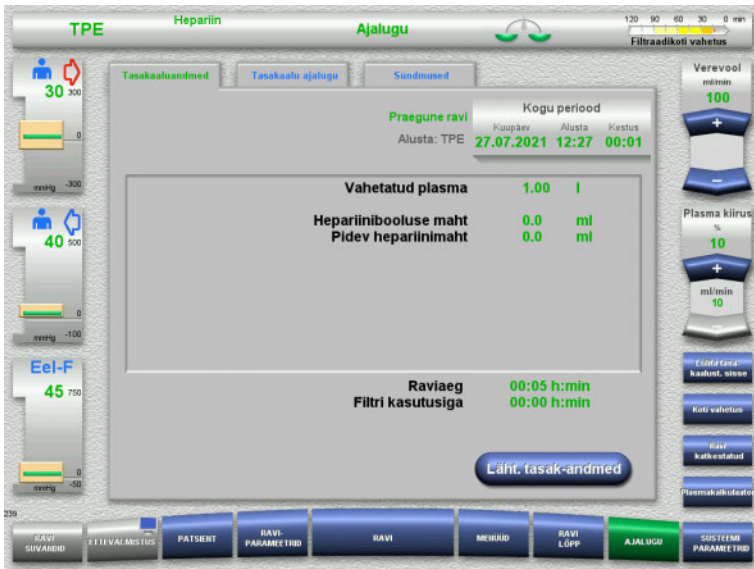 TPE
Hepariin
Ajalugu
120 90 60 30 0 min
Filtraadikoti vahetus
30 300
0
mmHg -300
40 500
0
mmHg -100
Eel-F
45 750
0
mmHg -50
Tasakaaluandmed
Tasakaalu ajalugu
Sündmused
Praegune ravi
Kogu periood
Kuupäev Alusta Kestus
Alusta: TPE 27.07.2021 12:27 00:01
Vahetatud plasma 1.00 l
Hepariinibooluse maht 0.0 ml
Pidev hepariinimaht 0.0 ml
Raviaeg 00:05 h:min
Filtri kasutusiga 00:00 h:min
Läht. tasak-andmed
Verevool
ml/min
100
+
−
Plasma kiirus
%
10
+
ml/min
10
−
kaalust. sisse
Koti vahetus
Ravi
katkestatud
Plasmakalkulaator
239
RAVI
SUVANDID
ETTEVALMISTUS
PATSIENT
RAVI-
PARAMEETRID
RAVI
MENÜÜD
RAVI
LÕPP
AJALUGU
SÜSTEEMI
PARAMEETRID